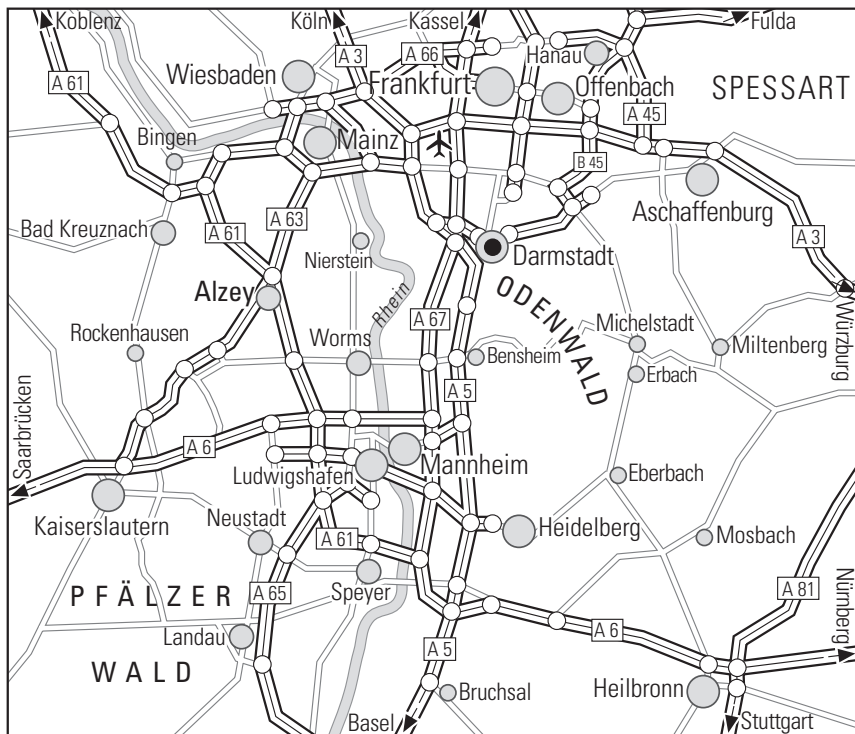 Koblenz
Köln
Kassel
Fulda
A 3
A 66
Hanau
Wiesbaden
Frankfurt
Offenbach
SPESSART
A 61
A 45
Mainz
Bingen
B 45
Aschaffenburg
A 63
Bad Kreuznach
A 61
Nierstein
Darmstadt
A 3
Alzey
Rhein
ODENWALD
Würzburg
A 67
Rockenhausen
Worms
Michelstadt
Miltenberg
Bensheim
Erbach
A 5
Saarbrücken
A 6
Mannheim
Ludwigshafen
Eberbach
Kaiserslautern
Neustadt
Heidelberg
Mosbach
A 61
PFÄLZER
WALD
A 65
Speyer
A 81
Nürnberg
Landau
A 6
A 5
Bruchsal
Heilbronn
Basel
Stuttgart